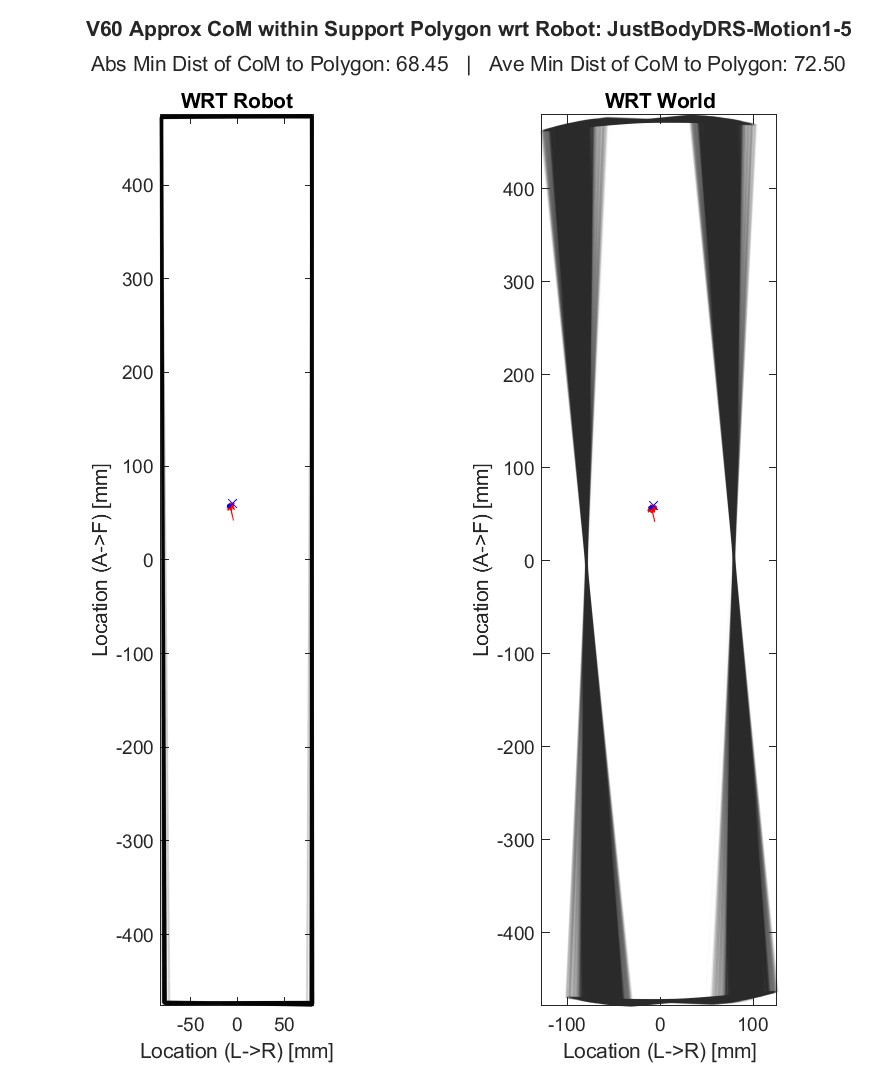 V60 Approx CoM within Support Polygon wrt Robot: JustBodyDRS-Motion1-5
Abs Min Dist of CoM to Polygon: 68.45 | Ave Min Dist of CoM to Polygon: 72.50
WRT Robot
400
300
200
100
0
-100
-200
-300
-400
Location (A->F) [mm]
-50 0 50
Location (L->R) [mm]
WRT World
400
300
200
100
0
-100
-200
-300
-400
Location (A->F) [mm]
-100 0 100
Location (L->R) [mm]